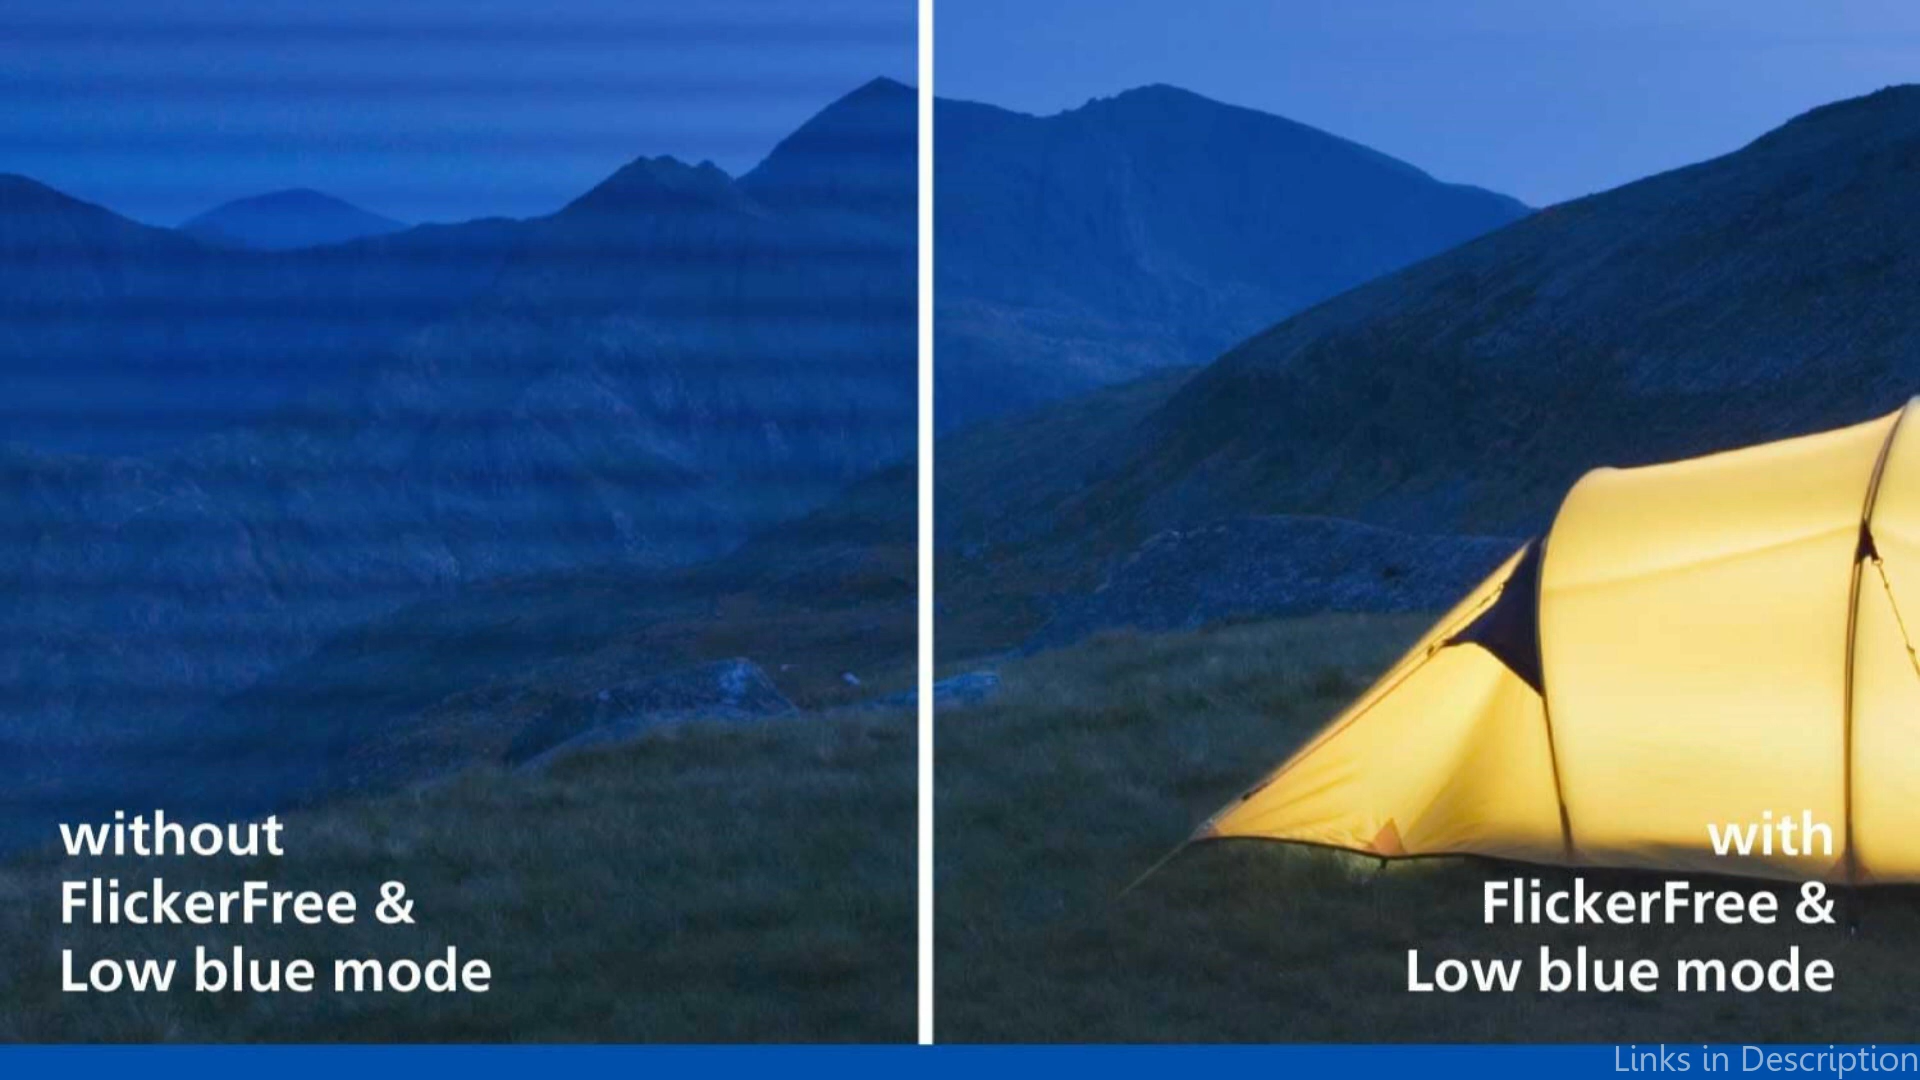 without
FlickerFree &
Low blue mode
with
FlickerFree &
Low blue mode
Links in Description